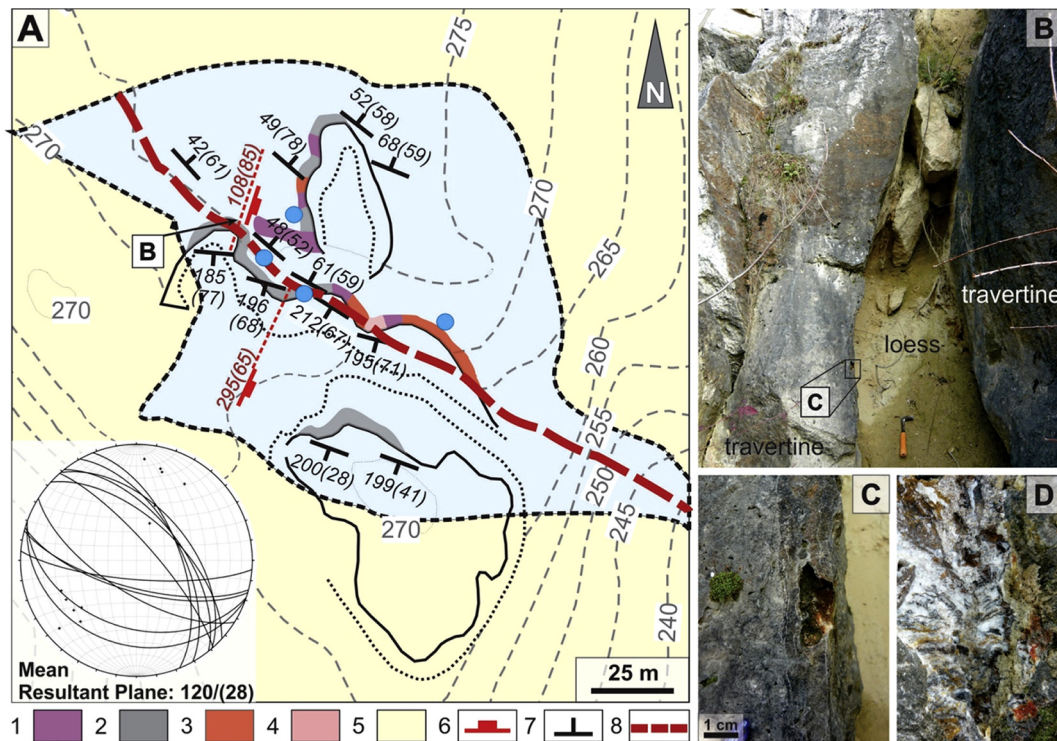 A
275
N
270
52(58)
68(59)
49(78)
42(61)
108(85)
270
265
B
48(52)
61(59)
185
(77)
196
(68)
212(67)
195(71)
295(65)
270
260
255
250
245
200(28)
199(41)
270
240
Mean
Resultant Plane: 120/(28)
25 m
1 2 3 4 5 6 7 8
B
travertine
loess
C
travertine
C
1 cm
D